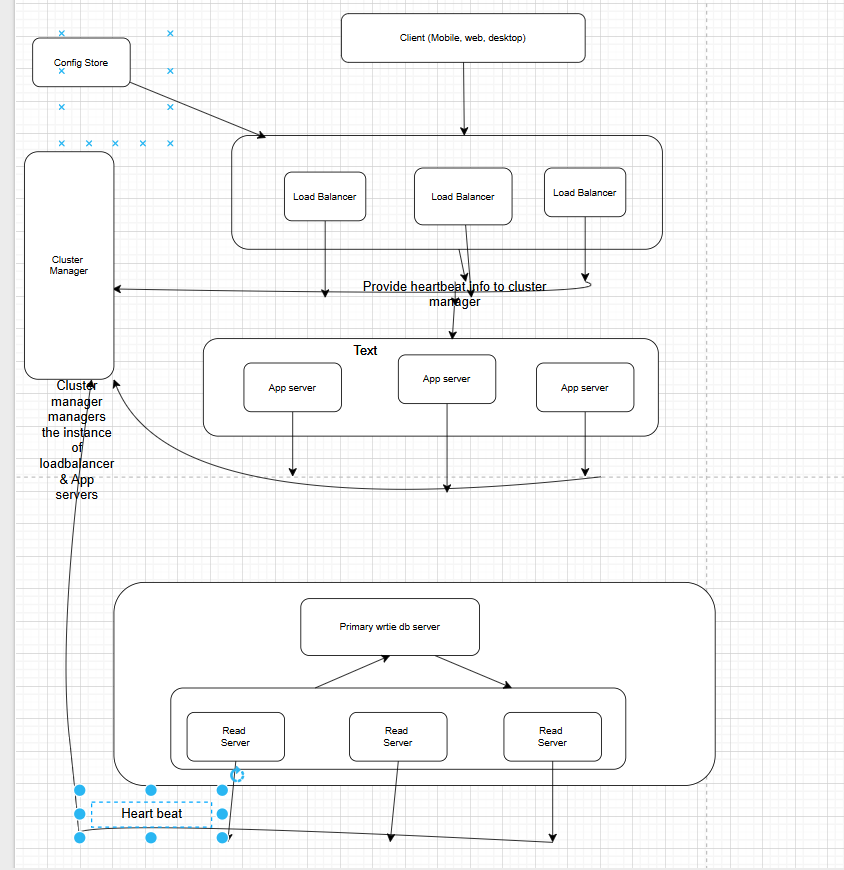 Client (Mobile, web, desktop)
Config Store
Load Balancer
Load Balancer
Load Balancer
Cluster
Manager
Provide heartbeat info to cluster
manager
Text
App server
App server
App server
Cluster
manager
managers
the instance
of
loadbalancer
& App
servers
Primary wrtie db server
Read
Server
Read
Server
Read
Server
Heart beat